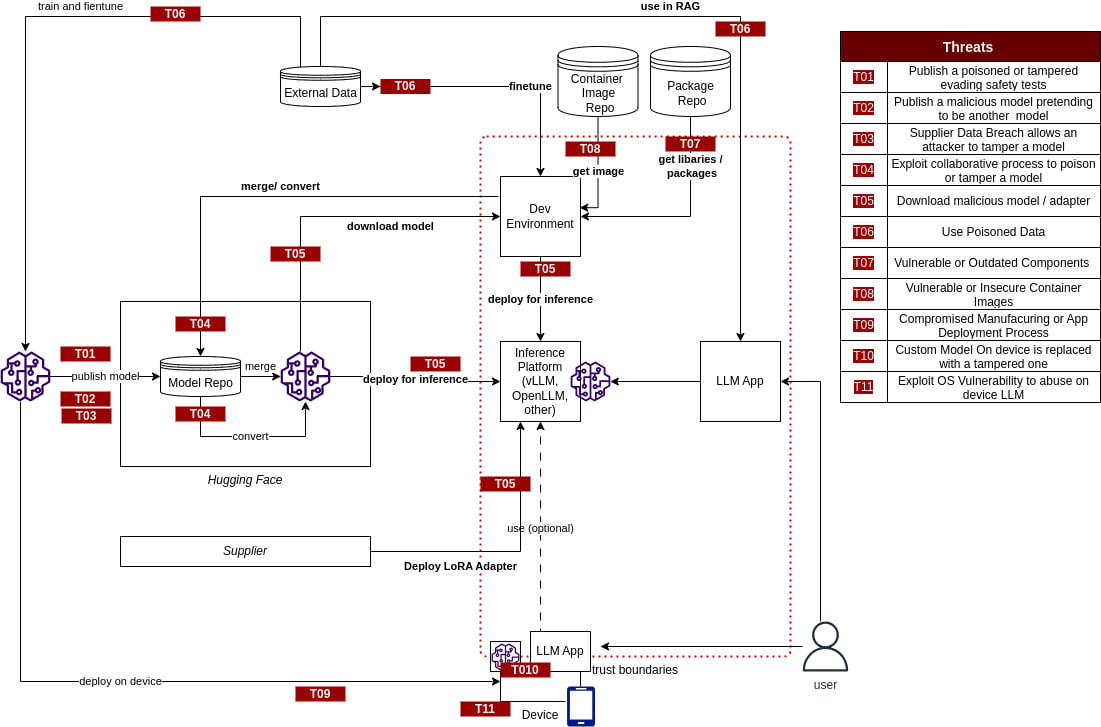 train and fientune
T06
use in RAG
T06
External Data
T06
finetune
Container
Image
Repo
Package
Repo
T08
T07
get image
get libaries /
packages
merge/ convert
Dev
Environment
download model
T05
T05
deploy for inference
T04
T01
publish model
T02
T03
Model Repo
merge
T04
convert
Hugging Face
T05
deploy for inference
Inference
Platform
(vLLM,
OpenLLM,
other)
LLM App
T05
use (optional)
Supplier
Deploy LoRA Adapter
LLM App
T010
trust boundaries
deploy on device
T09
T11
Device
user
Threats
T01 Publish a poisoned or tampered
evading safety tests
T02 Publish a malicious model pretending
to be another model
T03 Supplier Data Breach allows an
attacker to tamper a model
T04 Exploit collaborative process to poison
or tamper a model
T05 Download malicious model / adapter
T06 Use Poisoned Data
T07 Vulnerable or Outdated Components
T08 Vulnerable or Insecure Container
Images
T09 Compromised Manufacuring or App
Deployment Process
T10 Custom Model On device is replaced
with a tampered one
T11 Exploit OS Vulnerability to abuse on
device LLM